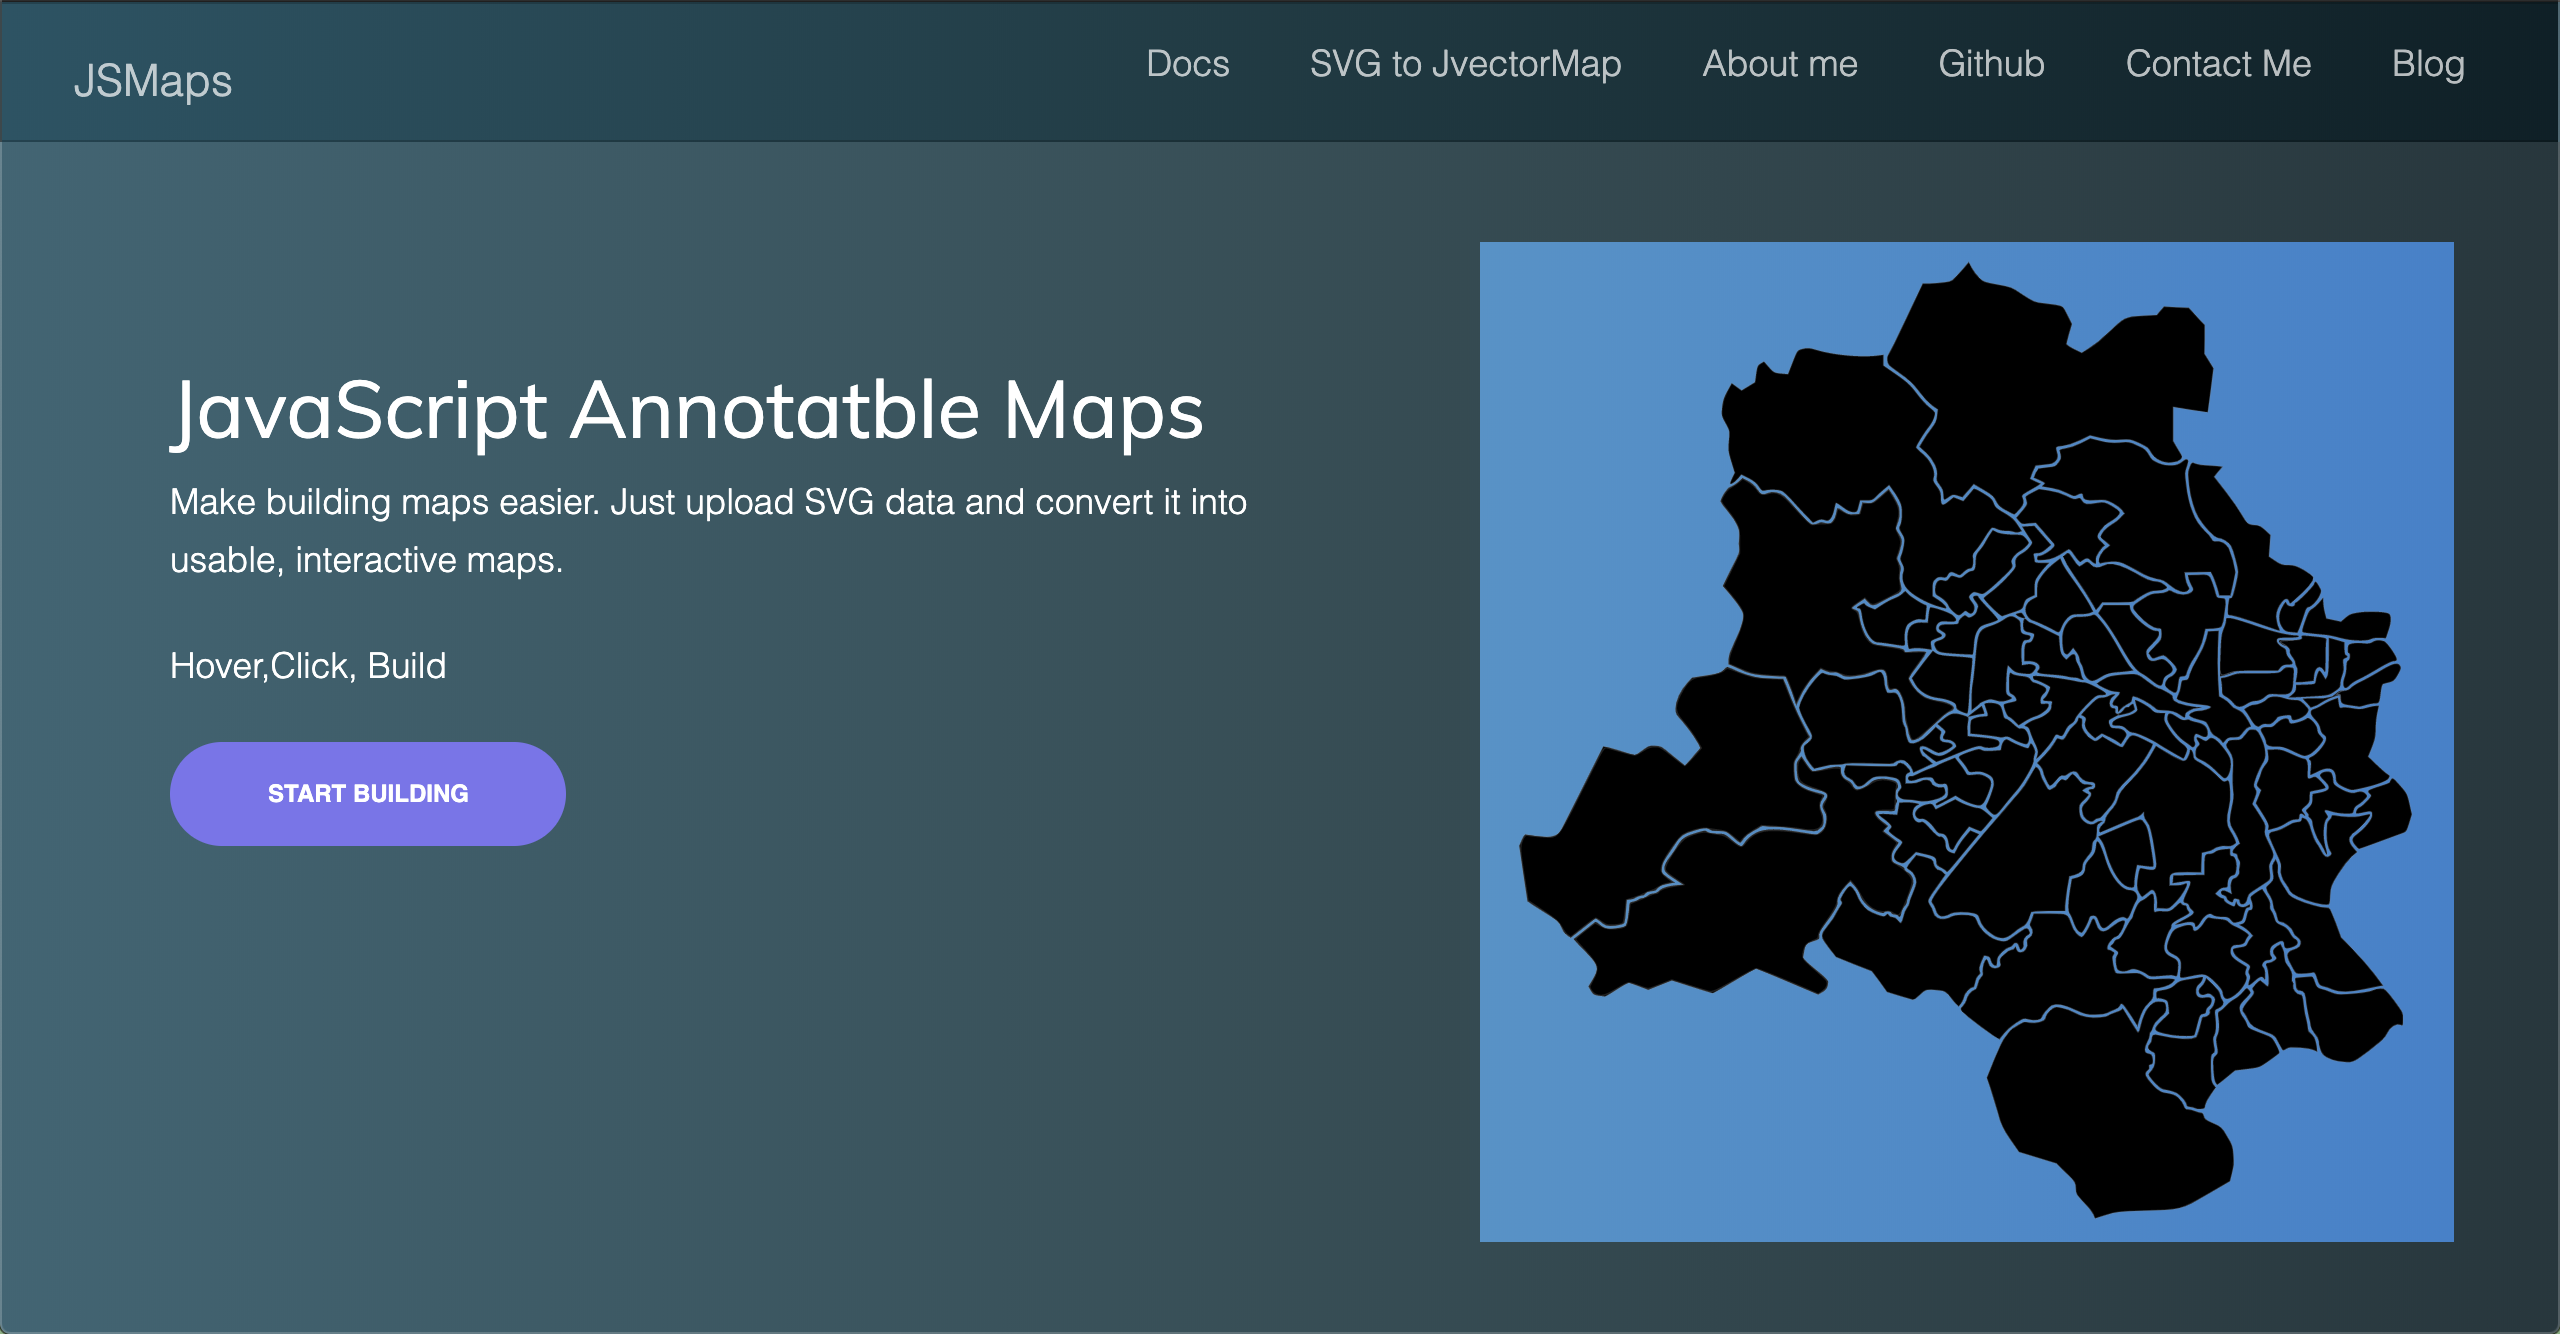 JSMaps
Docs
SVG to JvectorMap
About me
Github
Contact Me
Blog
JavaScript Annotatble Maps
Make building maps easier. Just upload SVG data and convert it into
usable, interactive maps.
Hover,Click, Build
START BUILDING